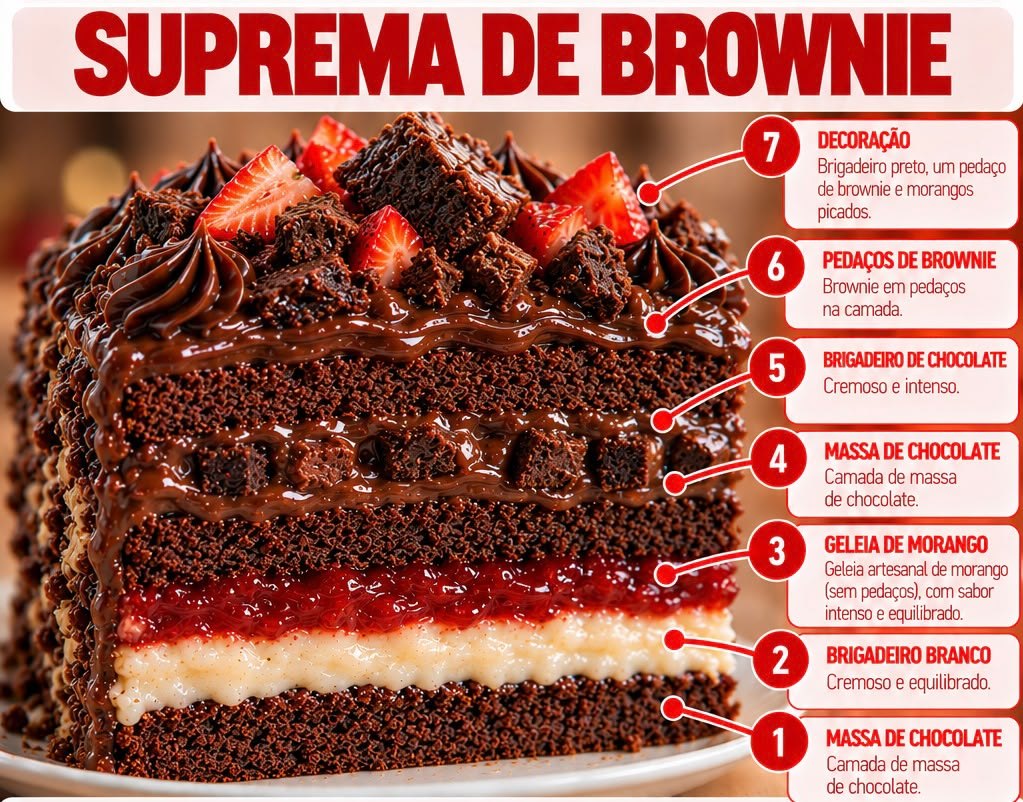 SUPREMA DE BROWNIE
7
DECORAÇÃO
Brigadeiro preto, um pedaço
de brownie e morangos
picados.
6
PEDAÇOS DE BROWNIE
Brownie em pedaços
na camada.
5
BRIGADEIRO DE CHOCOLATE
Cremoso e intenso.
4
MASSA DE CHOCOLATE
Camada de massa
de chocolate.
3
GELEIA DE MORANGO
Geleia artesanal de morango
(sem pedaços), com sabor
intenso e equilibrado.
2
BRIGADEIRO BRANCO
Cremoso e equilibrado.
1
MASSA DE CHOCOLATE
Camada de massa
de chocolate.